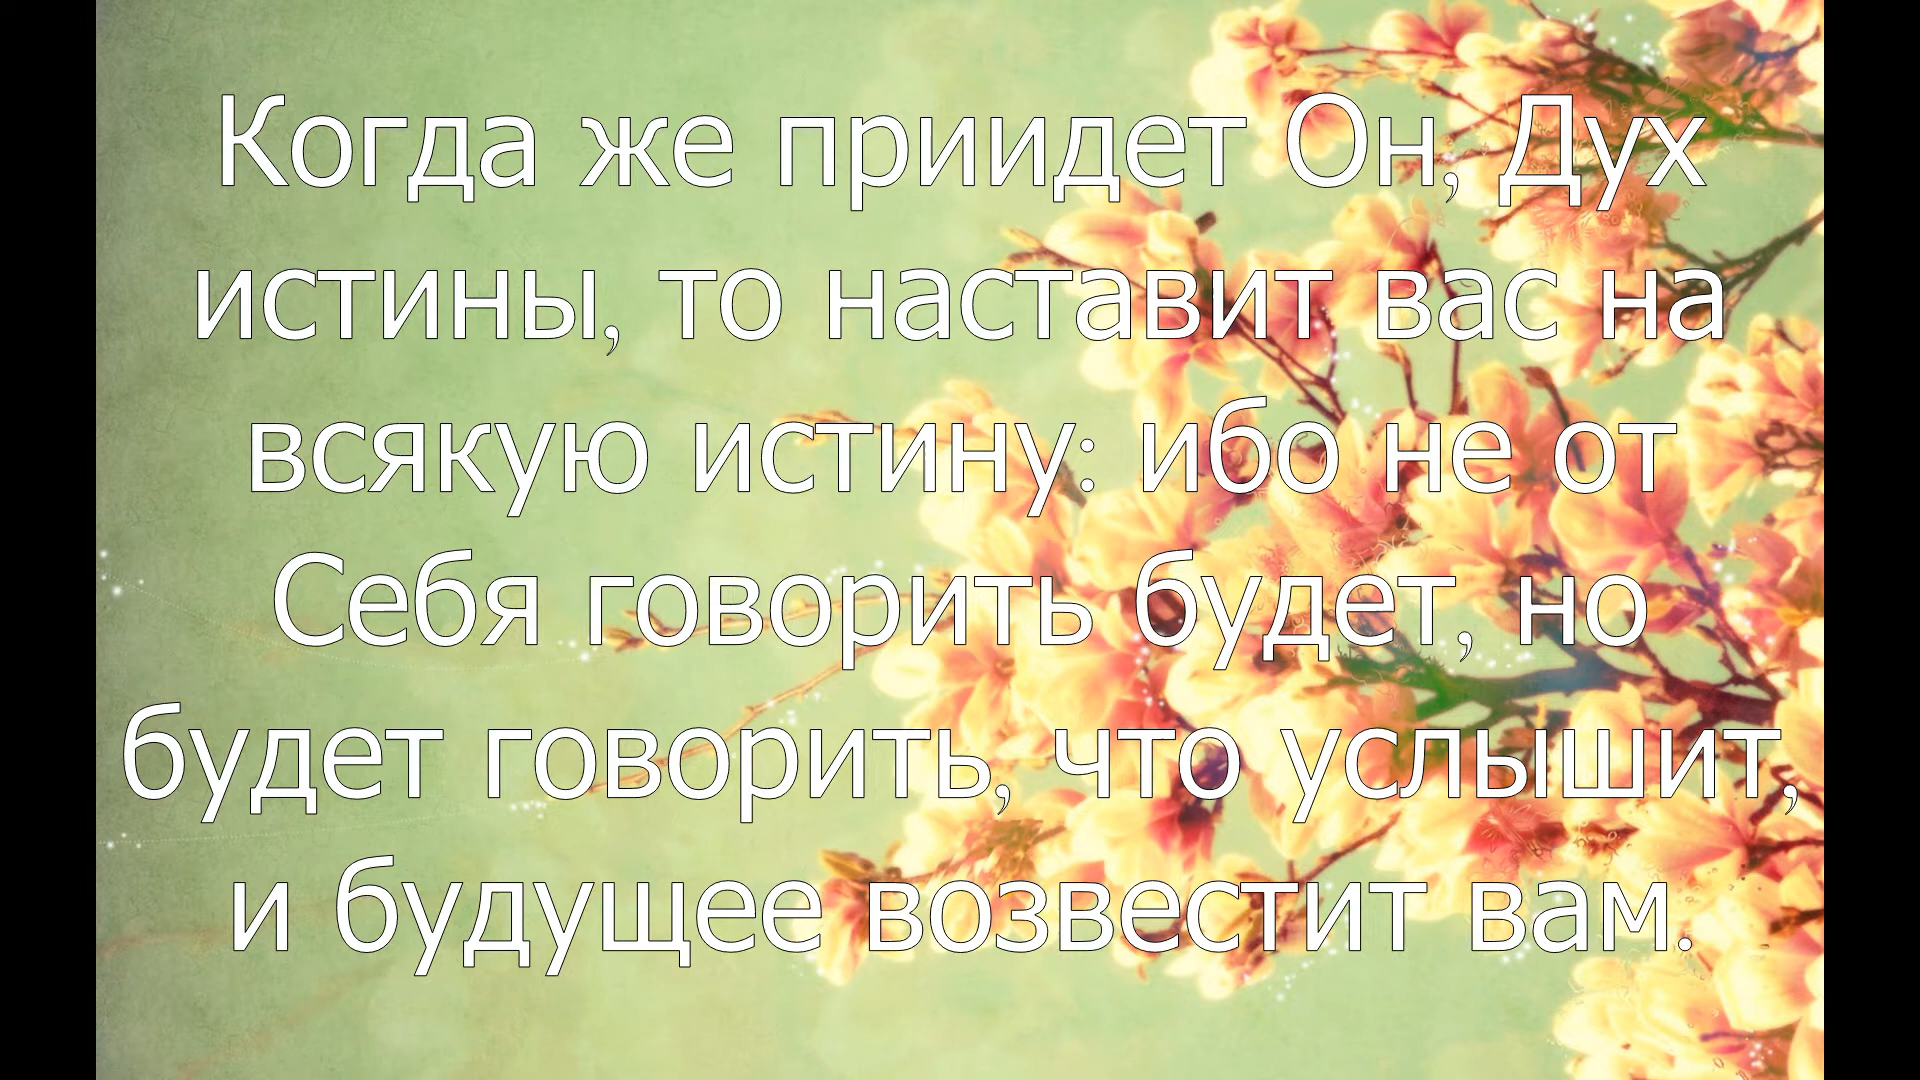 Когда же приидет Он, Дух
истины, то наставит вас на
всякую истину: ибо не от
Себя говорить будет, но
будет говорить, что услышит,
и будущее возвестит вам.